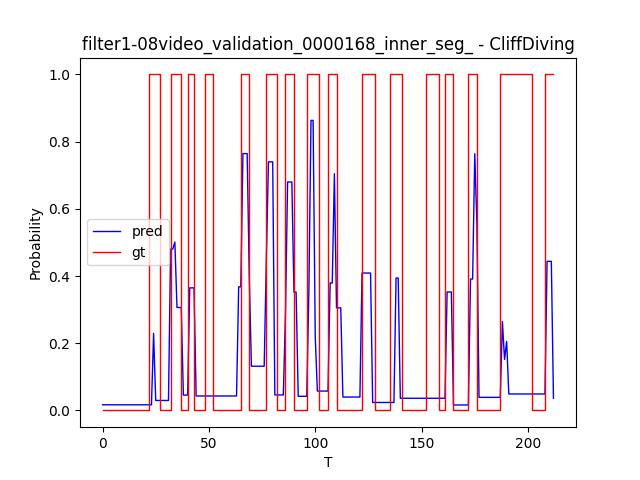 filter1-08video_validation_0000168_inner_seg_ - CliffDiving
1.0
0.8
0.6
0.4
0.2
0.0
Probability
pred
gt
0
50
100
150
200
T